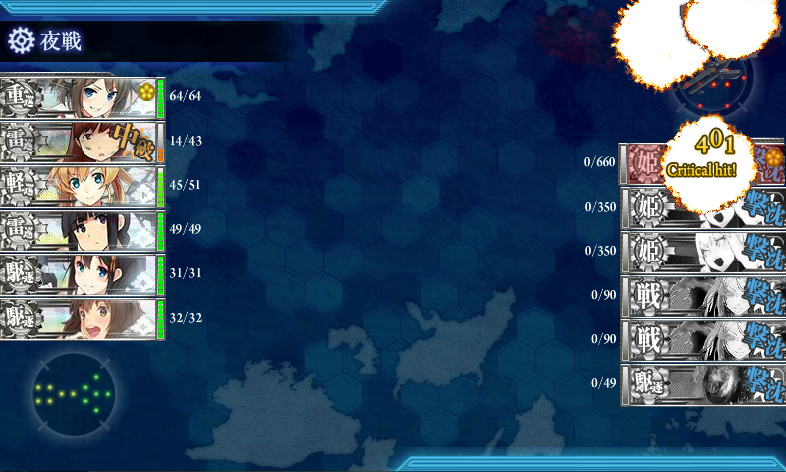 夜戦
重巡 64/64
雷巡 中破 14/43
軽巡 45/51
雷巡 49/49
駆逐 31/31
駆逐 32/32
401
Critical hit!
0/660 姫
0/350 姫 撃沈
0/350 姫 撃沈
0/90 戦 撃沈
0/90 戦 撃沈
0/49 駆逐 撃沈